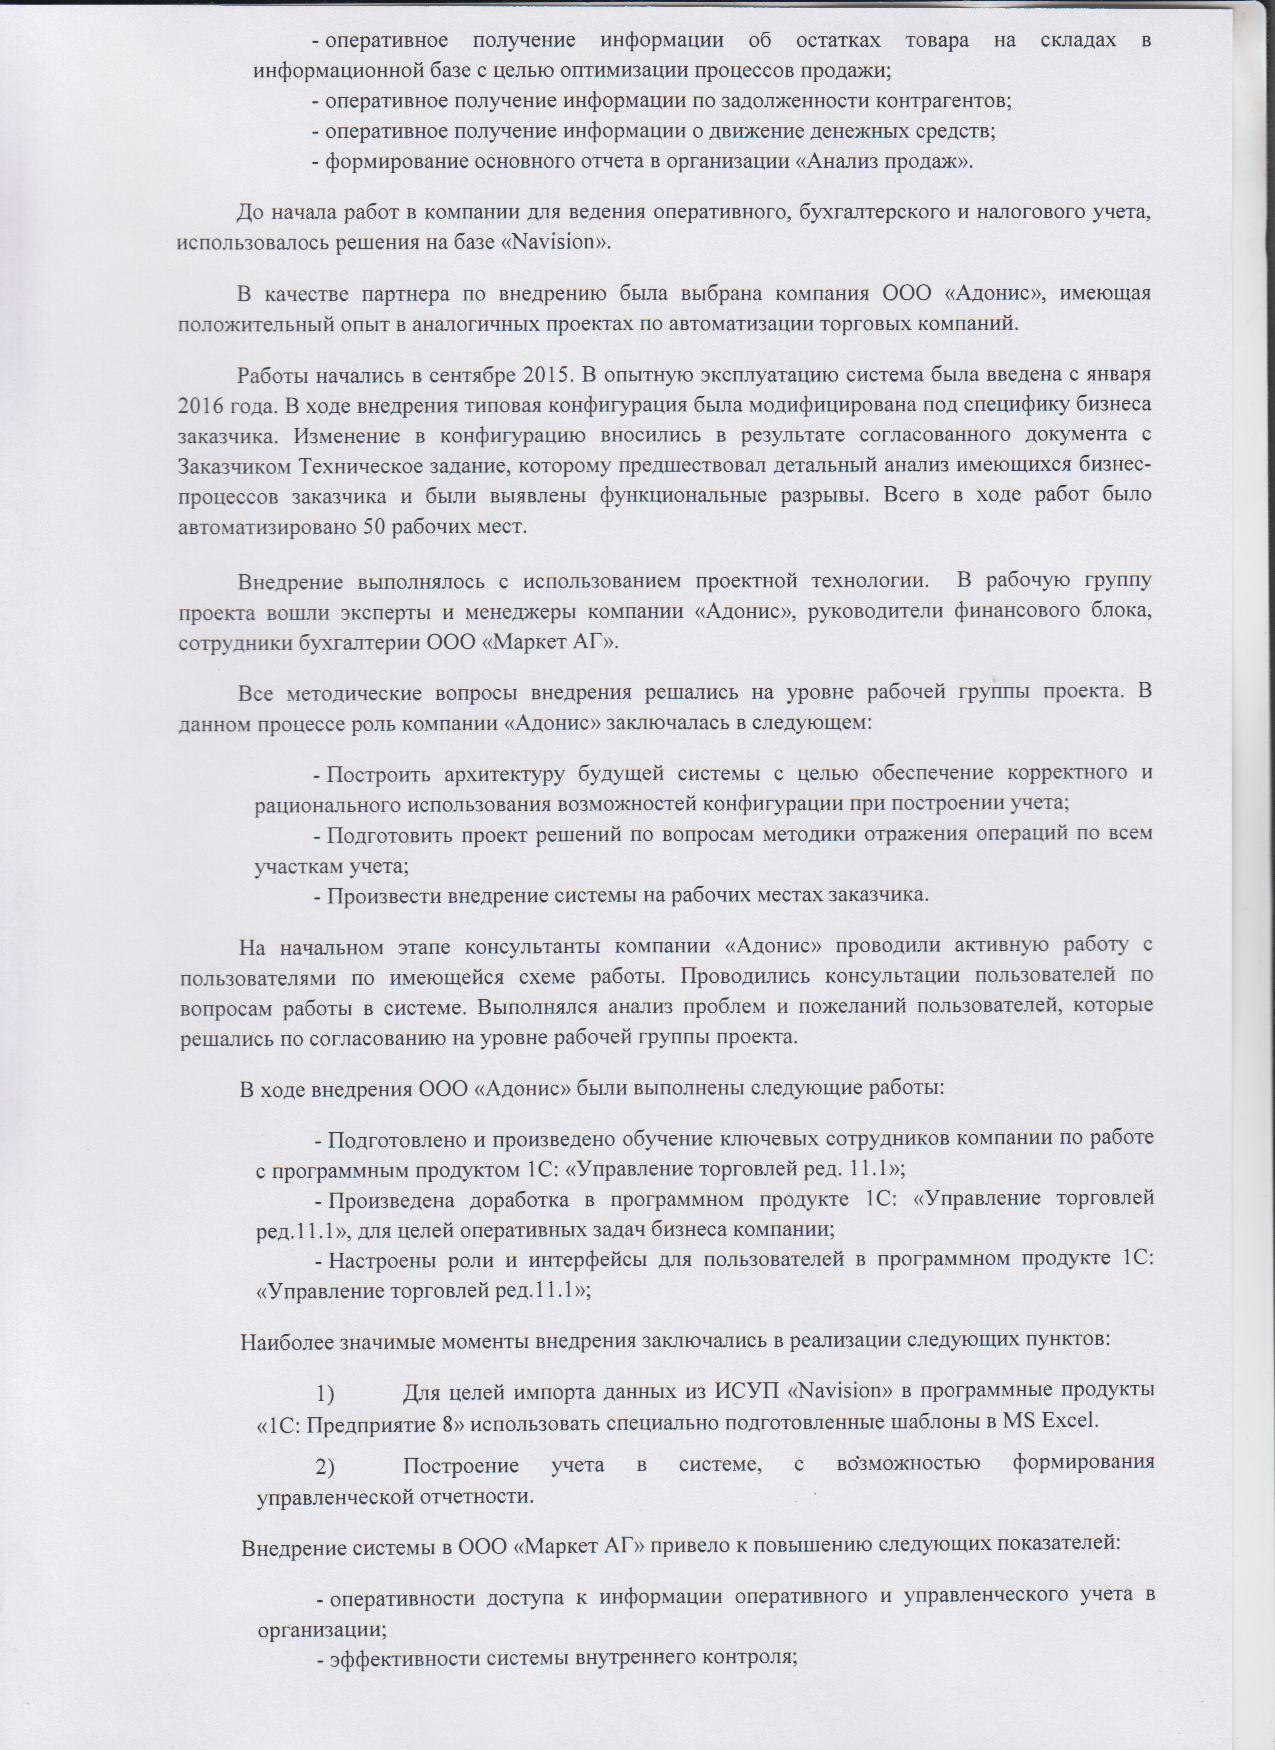 - оперативное получение информации об остатках товара на складах в
информационной базе с целью оптимизации процессов продажи;
- оперативное получение информации по задолженности контрагентов;
- оперативное получение информации о движение денежных средств;
- формирование основного отчета в организации «Анализ продаж».
До начала работ в компании для ведения оперативного, бухгалтерского и налогового учета,
использовалось решения на базе «Navision».
В качестве партнера по внедрению была выбрана компания ООО «Адонис», имеющая
положительный опыт в аналогичных проектах по автоматизации торговых компаний.
Работы начались в сентябре 2015. В опытную эксплуатацию система была введена с января
2016 года. В ходе внедрения типовая конфигурация была модифицирована под специфику бизнеса
заказчика. Изменение в конфигурацию вносились в результате согласованного документа с
Заказчиком Техническое задание, которому предшествовал детальный анализ имеющихся бизнес-
процессов заказчика и были выявлены функциональные разрывы. Всего в ходе работ было
автоматизировано 50 рабочих мест.
Внедрение выполнялось с использованием проектной технологии. В рабочую группу
проекта вошли эксперты и менеджеры компании «Адонис», руководители финансового блока,
сотрудники бухгалтерии ООО «Маркет АГ».
Все методические вопросы внедрения решались на уровне рабочей группы проекта. В
данном процессе роль компании «Адонис» заключалась в следующем:
- Построить архитектуру будущей системы с целью обеспечение корректного и
рационального использования возможностей конфигурации при построении учета;
- Подготовить проект решений по вопросам методики отражения операций по всем
участкам учета;
- Произвести внедрение системы на рабочих местах заказчика.
На начальном этапе консультанты компании «Адонис» проводили активную работу с
пользователями по имеющейся схеме работы. Проводились консультации пользователей по
вопросам работы в системе. Выполнялся анализ проблем и пожеланий пользователей, которые
решались по согласованию на уровне рабочей группы проекта.
В ходе внедрения ООО «Адонис» были выполнены следующие работы:
- Подготовлено и произведено обучение ключевых сотрудников компании по работе
с программным продуктом 1С: «Управление торговлей ред. 11.1»;
- Произведена доработка в программном продукте 1С: «Управление торговлей
ред.11.1», для целей оперативных задач бизнеса компании;
- Настроены роли и интерфейсы для пользователей в программном продукте 1С:
«Управление торговлей ред.11.1»;
Наиболее значимые моменты внедрения заключались в реализации следующих пунктов:
1) Для целей импорта данных из ИСУП «Navision» в программные продукты
«1С: Предприятие 8» использовать специально подготовленные шаблоны в MS Excel.
2) Построение учета в системе, с возможностью формирования
управленческой отчетности.
Внедрение системы в ООО «Маркет АГ» привело к повышению следующих показателей:
- оперативности доступа к информации оперативного и управленческого учета в
организации;
- эффективности системы внутреннего контроля;